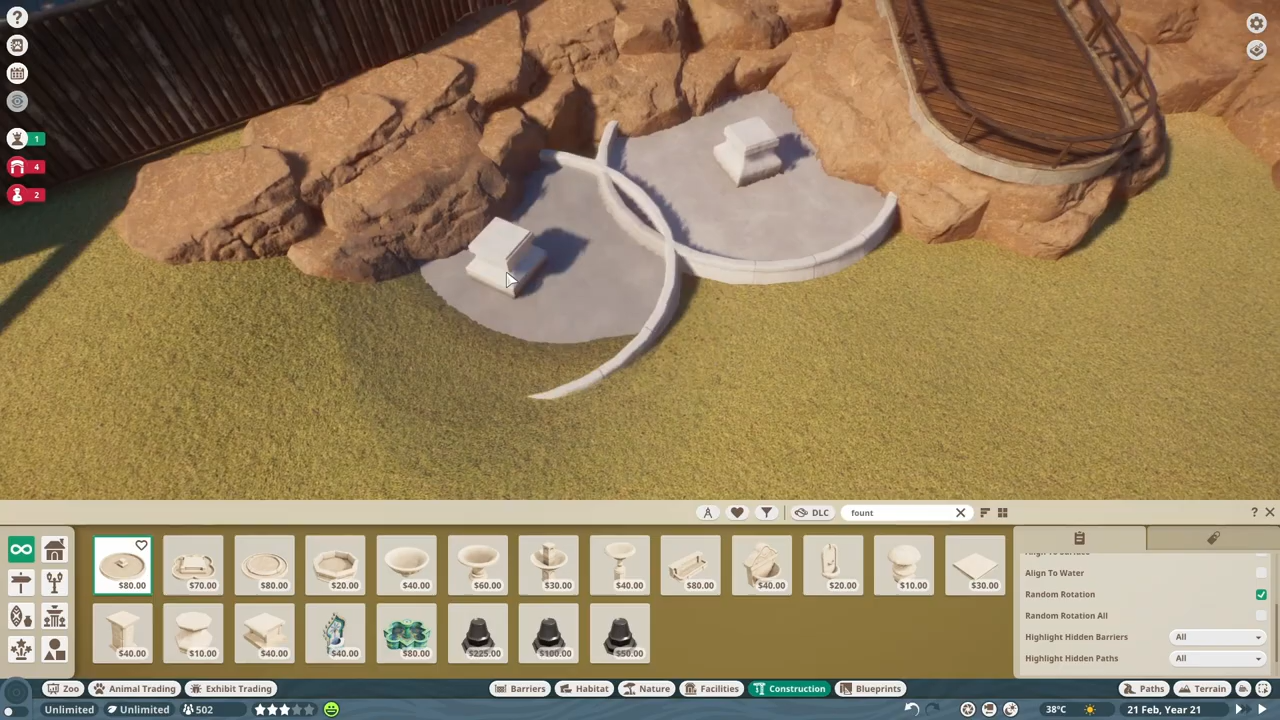 ?
1
4
2
DLC
fount
?
$80.00 $70.00 $80.00 $20.00 $40.00 $60.00 $30.00 $40.00 $80.00 $40.00 $20.00 $10.00 $30.00
$40.00 $10.00 $40.00 $40.00 $80.00 $225.00 $100.00 $50.00
Align To Water
Random Rotation
Random Rotation All
Highlight Hidden Barriers All
Highlight Hidden Paths All
Zoo Animal Trading Exhibit Trading Barriers Habitat Nature Facilities Construction Blueprints Paths Terrain
Unlimited Unlimited 502 38°C 21 Feb, Year 21